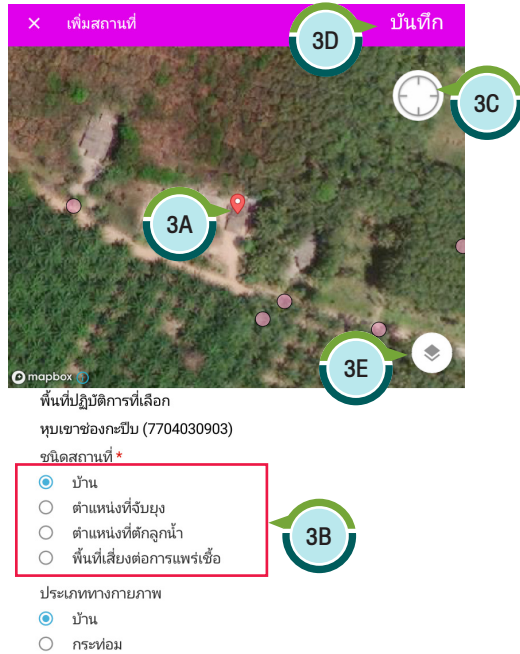 × เพิ่มสถานที่ บันทึก
3D
3C
3A
3E
mapbox
พื้นที่ปฏิบัติการที่เลือก
หุบเขาช่องกะปีบ (7704030903)
ชนิดสถานที่ *
บ้าน
ตำแหน่งที่จับยุง
ตำแหน่งที่ตักลูกน้ำ
พื้นที่เสี่ยงต่อการแพร่เชื้อ
3B
ประเภททางกายภาพ
บ้าน
กระท่อม